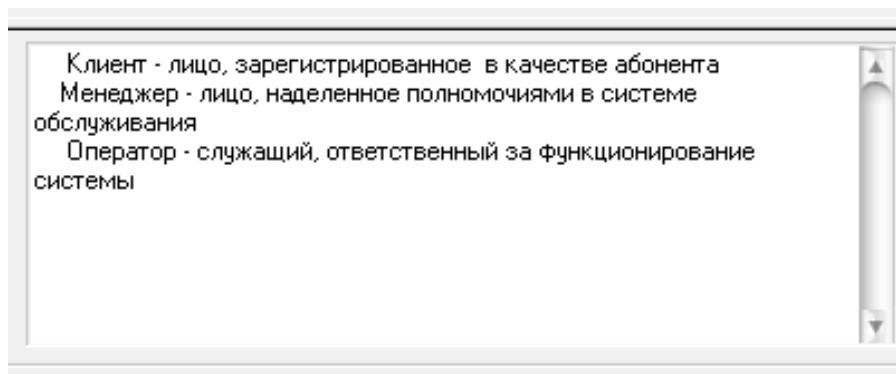 Клиент - лицо, зарегистрированное  в качестве абонента
Менеджер - лицо, наделенное полномочиями в системе
обслуживания
Оператор - служащий, ответственный за функционирование
системы